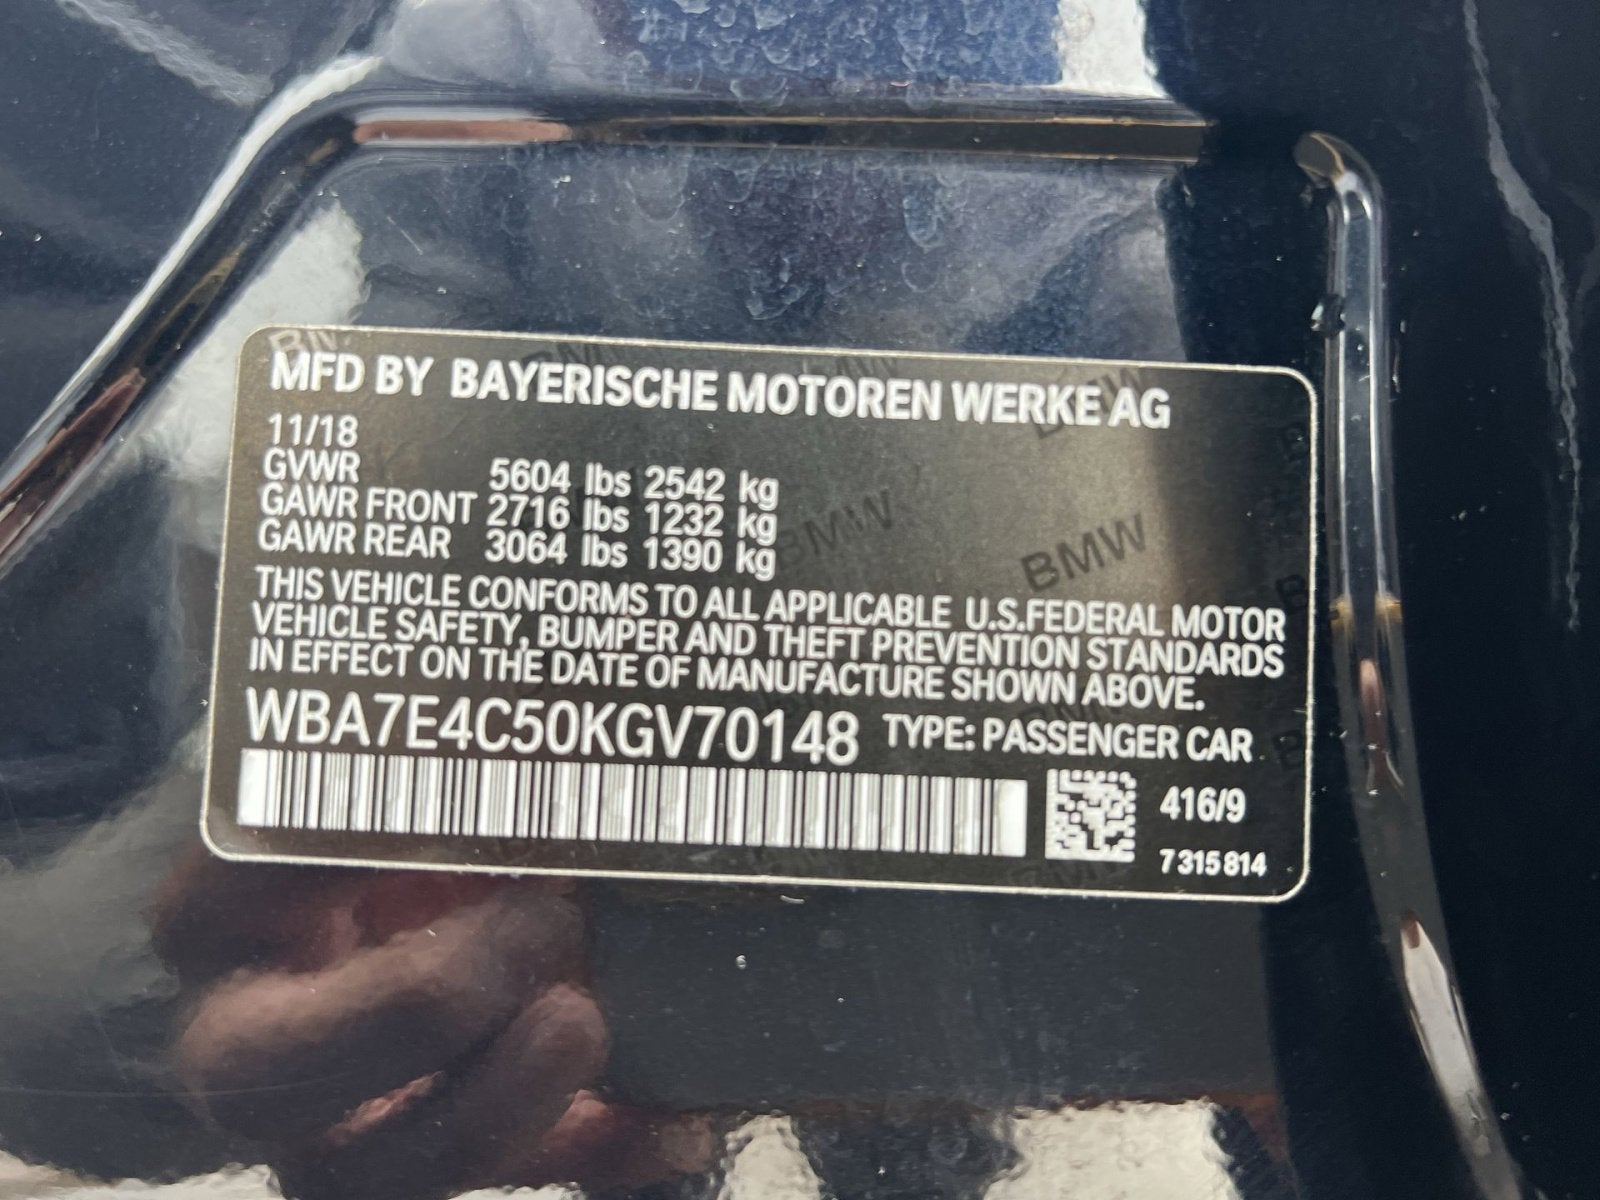 MFD BY BAYERISCHE MOTOREN WERKE AG
11/18
GVWR 5604 lbs 2542 kg
GAWR FRONT 2716 lbs 1232 kg
GAWR REAR 3064 lbs 1390 kg
THIS VEHICLE CONFORMS TO ALL APPLICABLE U.S.FEDERAL MOTOR
VEHICLE SAFETY, BUMPER AND THEFT PREVENTION STANDARDS
IN EFFECT ON THE DATE OF MANUFACTURE SHOWN ABOVE.
WBA7E4C50KGV70148 TYPE: PASSENGER CAR
416/9
7 315 814
BMW
BMW